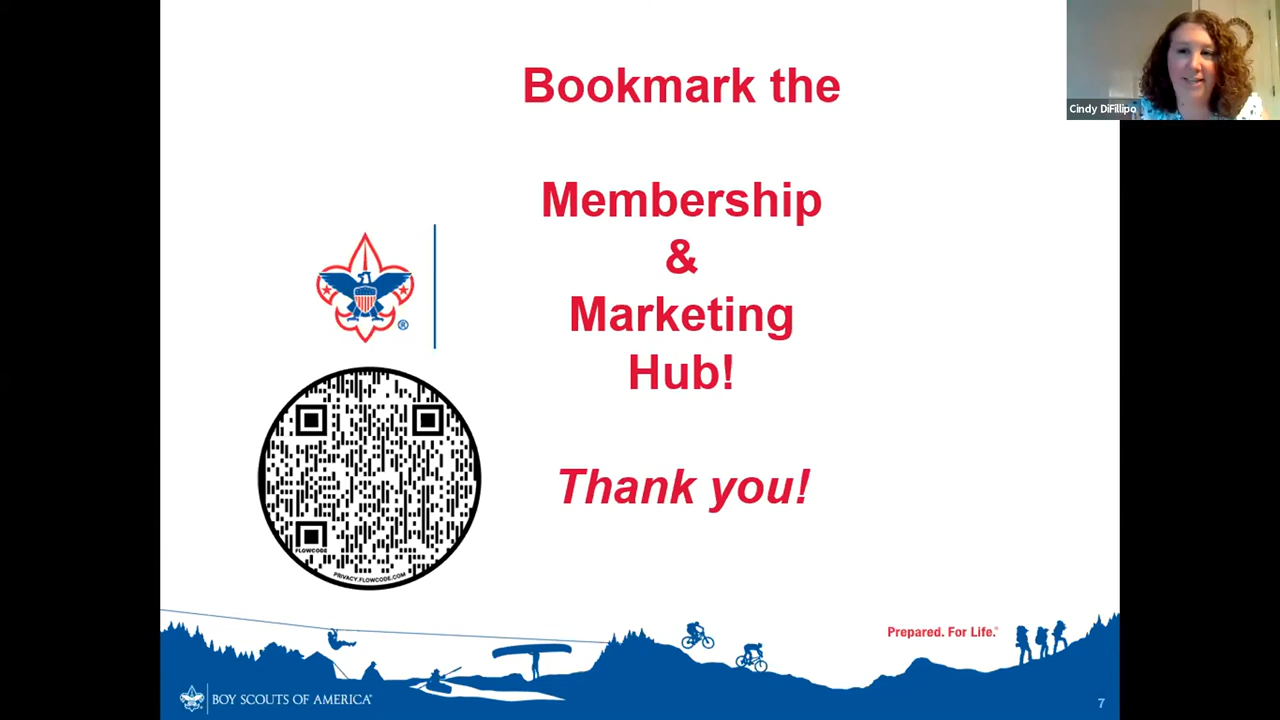 Bookmark the
Membership
&
Marketing
Hub!
Thank you!
Cindy DiFillipo
®
FLOWCODE
PRIVACY.FLOWCODE.COM
Prepared. For Life.®
BOY SCOUTS OF AMERICA®
7